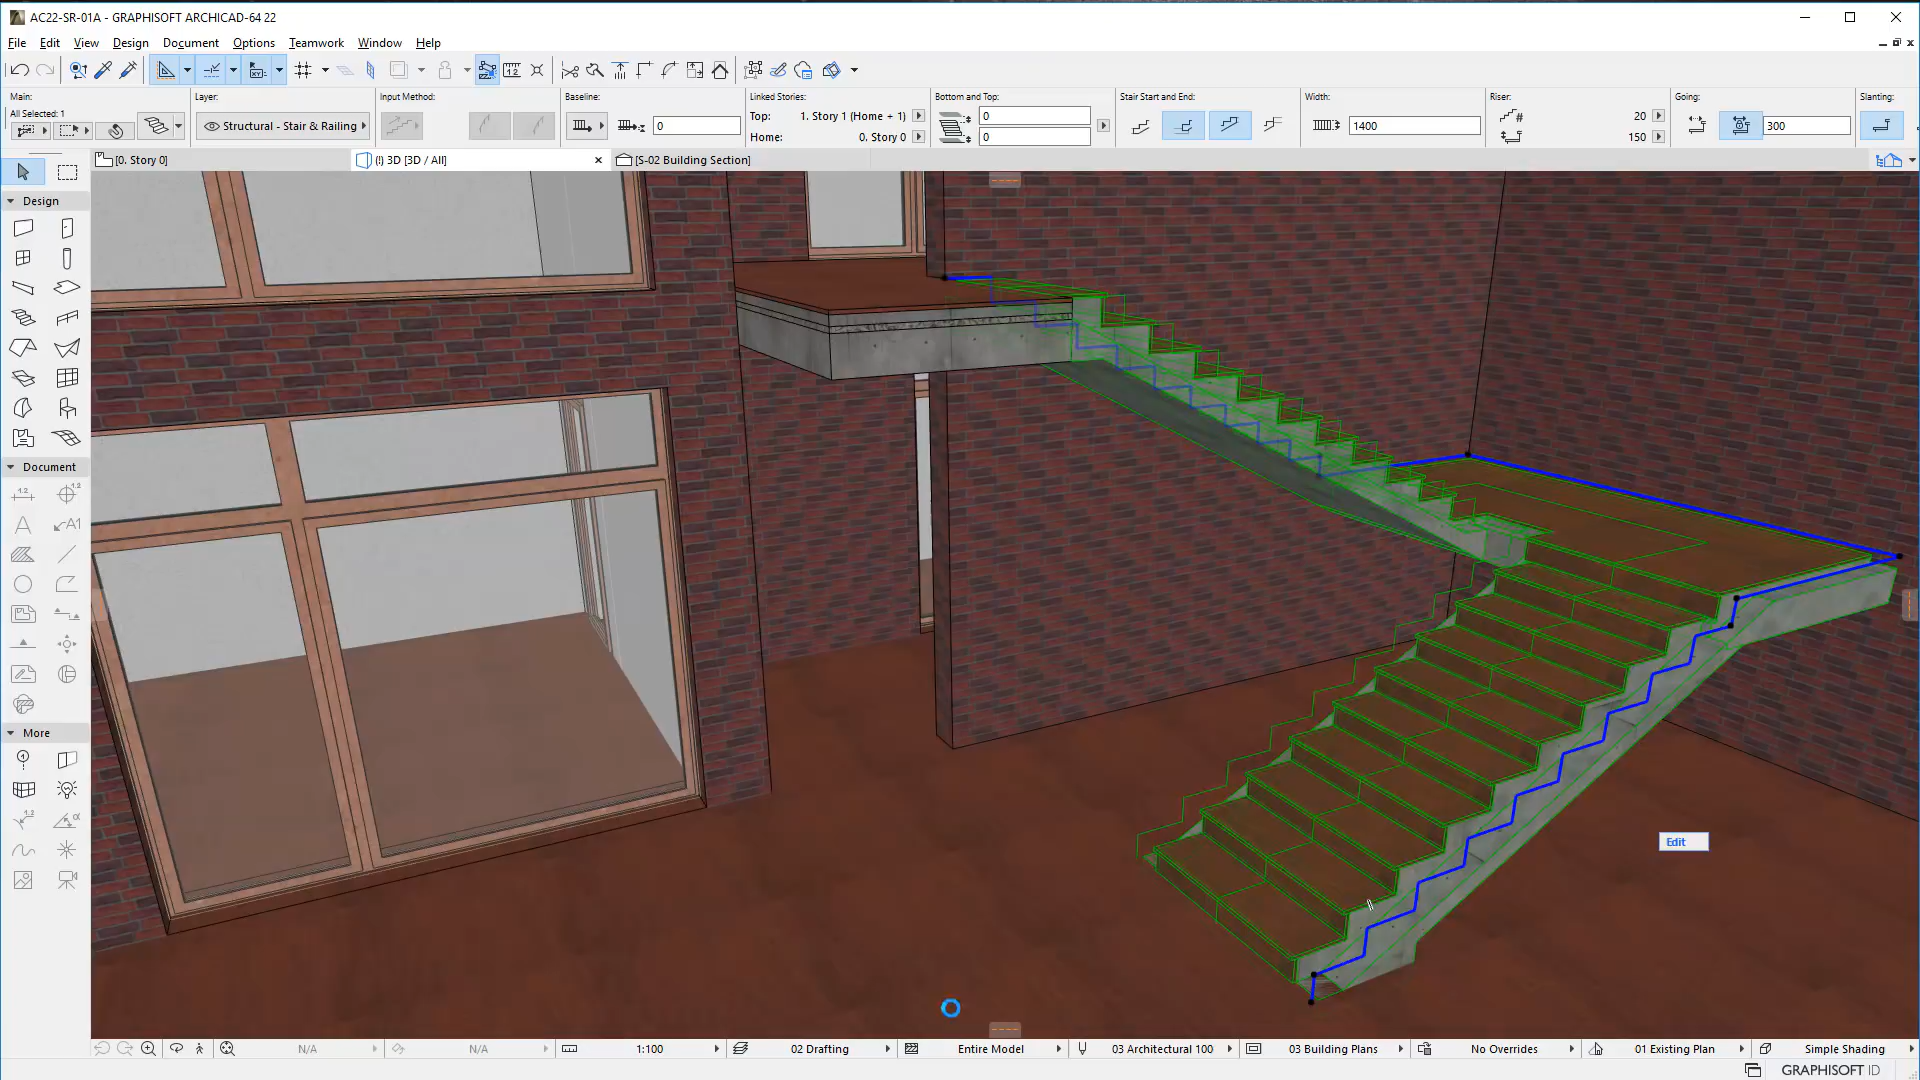 AC22-SR-01A - GRAPHISOFT ARCHICAD-64 22
File Edit View Design Document Options Teamwork Window Help
Main: Layer: Input Method: Baseline: Linked Stories: Bottom and Top: Stair Start and End: Width: Riser: Going: Slanting:
All Selected: 1
Structural - Stair & Railing
0
Top: 1. Story 1 (Home + 1)
Home: 0. Story 0
0
0
1400
20
150
300
[0. Story 0]
(!) 3D [3D / All]
[S-02 Building Section]
Design
Document
More
Edit
N/A
N/A
1:100
02 Drafting
Entire Model
03 Architectural 100
03 Building Plans
No Overrides
01 Existing Plan
Simple Shading
GRAPHISOFT ID